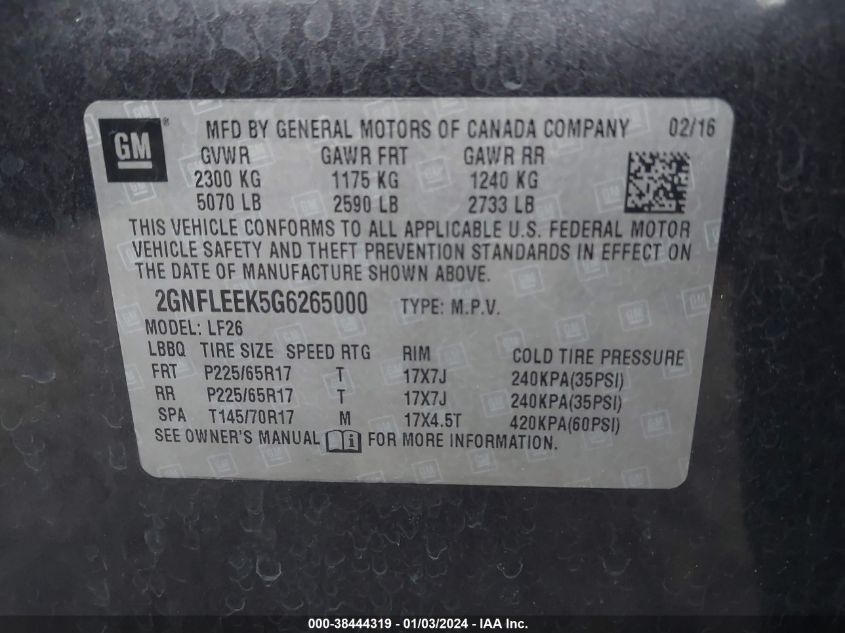 GM ® MFD BY GENERAL MOTORS OF CANADA COMPANY 02/16
GVWR GAWR FRT GAWR RR
2300 KG 1175 KG 1240 KG
5070 LB 2590 LB 2733 LB
THIS VEHICLE CONFORMS TO ALL APPLICABLE U.S. FEDERAL MOTOR
VEHICLE SAFETY AND THEFT PREVENTION STANDARDS IN EFFECT ON
THE DATE OF MANUFACTURE SHOWN ABOVE.
2GNFLEEK5G6265000 TYPE: M.P.V.
MODEL: LF26
LBBQ TIRE SIZE SPEED RTG RIM COLD TIRE PRESSURE
FRT P225/65R17 T 17X7J 240KPA(35PSI)
RR P225/65R17 T 17X7J 240KPA(35PSI)
SPA T145/70R17 M 17X4.5T 420KPA(60PSI)
SEE OWNER'S MANUAL i FOR MORE INFORMATION.
000-38444319 - 01/03/2024 - IAA Inc.